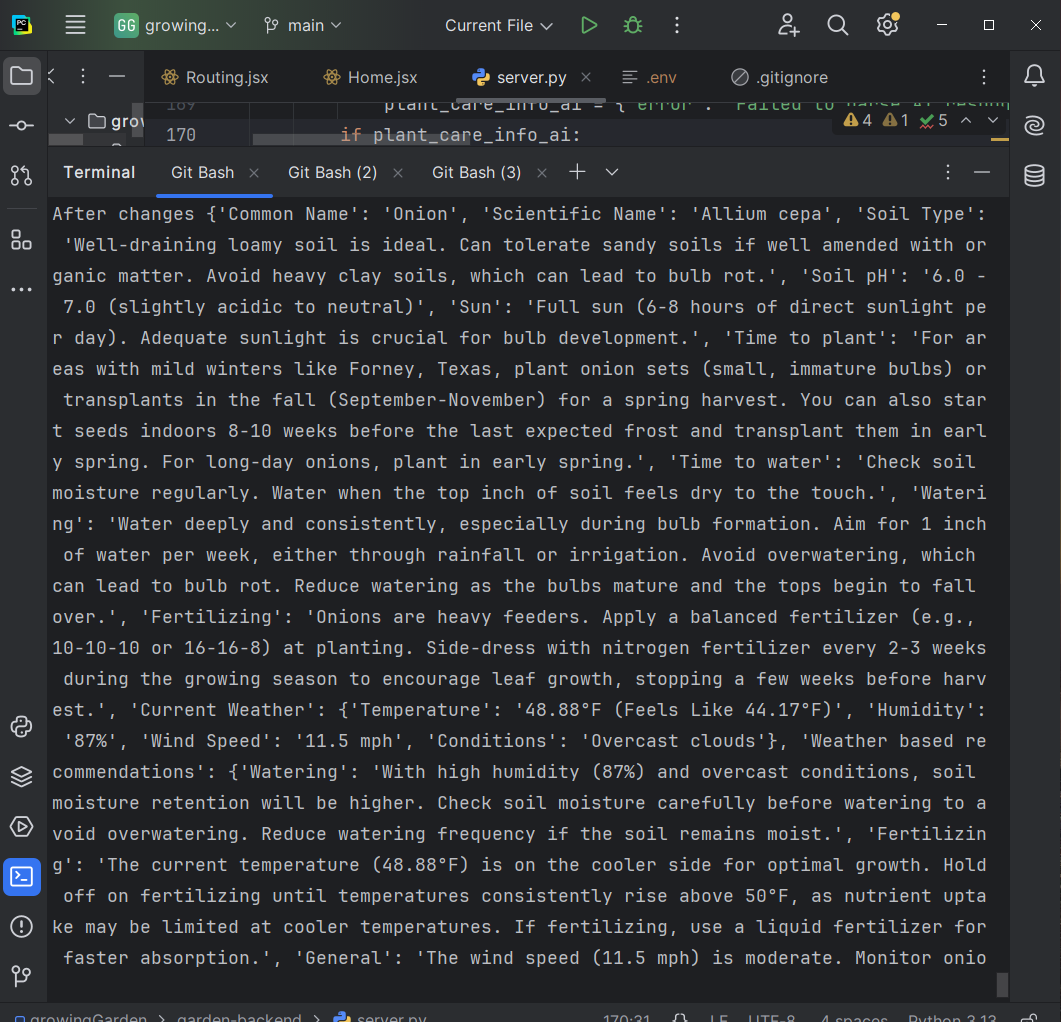 PC
GG growing... main Current File
Routing.jsx Home.jsx server.py .env .gitignore
169 plant_care_info_ai = {"error": "Failed to parse AI
grow
170 if plant_care_info_ai:
4 1 5
Terminal Git Bash Git Bash (2) Git Bash (3)
After changes {'Common Name': 'Onion', 'Scientific Name': 'Allium cepa', 'Soil Type':
'Well-draining loamy soil is ideal. Can tolerate sandy soils if well amended with or
ganic matter. Avoid heavy clay soils, which can lead to bulb rot.', 'Soil pH': '6.0 -
7.0 (slightly acidic to neutral)', 'Sun': 'Full sun (6-8 hours of direct sunlight pe
r day). Adequate sunlight is crucial for bulb development.', 'Time to plant': 'For ar
eas with mild winters like Forney, Texas, plant onion sets (small, immature bulbs) or
transplants in the fall (September-November) for a spring harvest. You can also star
t seeds indoors 8-10 weeks before the last expected frost and transplant them in earl
y spring. For long-day onions, plant in early spring.', 'Time to water': 'Check soil
moisture regularly. Water when the top inch of soil feels dry to the touch.', 'Wateri
ng': 'Water deeply and consistently, especially during bulb formation. Aim for 1 inch
of water per week, either through rainfall or irrigation. Avoid overwatering, which
can lead to bulb rot. Reduce watering as the bulbs mature and the tops begin to fall
over.', 'Fertilizing': 'Onions are heavy feeders. Apply a balanced fertilizer (e.g.,
10-10-10 or 16-16-8) at planting. Side-dress with nitrogen fertilizer every 2-3 weeks
during the growing season to encourage leaf growth, stopping a few weeks before harv
est.', 'Current Weather': {'Temperature': '48.88°F (Feels Like 44.17°F)', 'Humidity':
'87%', 'Wind Speed': '11.5 mph', 'Conditions': 'Overcast clouds'}, 'Weather based re
commendations': {'Watering': 'With high humidity (87%) and overcast conditions, soil
moisture retention will be higher. Check soil moisture carefully before watering to a
void overwatering. Reduce watering frequency if the soil remains moist.', 'Fertilizin
g': 'The current temperature (48.88°F) is on the cooler side for optimal growth. Hold
off on fertilizing until temperatures consistently rise above 50°F, as nutrient upta
ke may be limited at cooler temperatures. If fertilizing, use a liquid fertilizer for
faster absorption.', 'General': 'The wind speed (11.5 mph) is moderate. Monitor onio
growingGarden > garden-backend > server.py 170:31 LF UTF-8 4 spaces Python 3.13